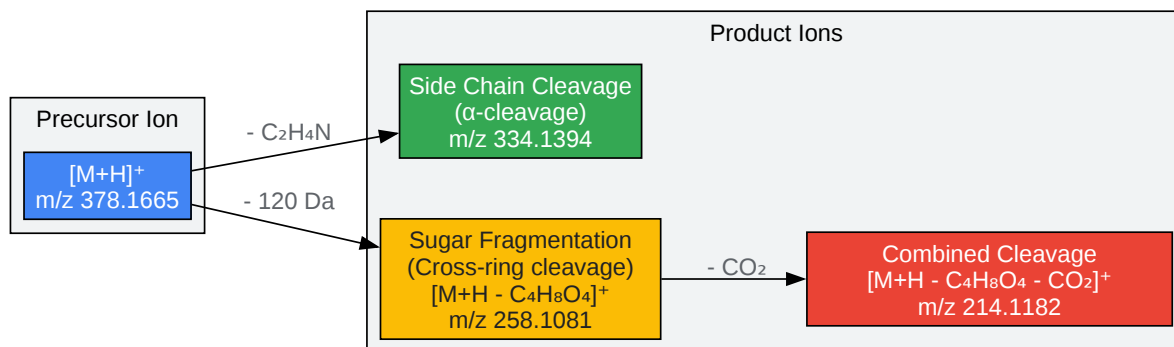 Product Ions
Precursor Ion
[M+H]⁺
m/z 378.1665
- C₂H₄N
- 120 Da
Side Chain Cleavage
(α-cleavage)
m/z 334.1394
Sugar Fragmentation
(Cross-ring cleavage)
[M+H - C₄H₈O₄]⁺
m/z 258.1081
- CO₂
Combined Cleavage
[M+H - C₄H₈O₄ - CO₂]⁺
m/z 214.1182